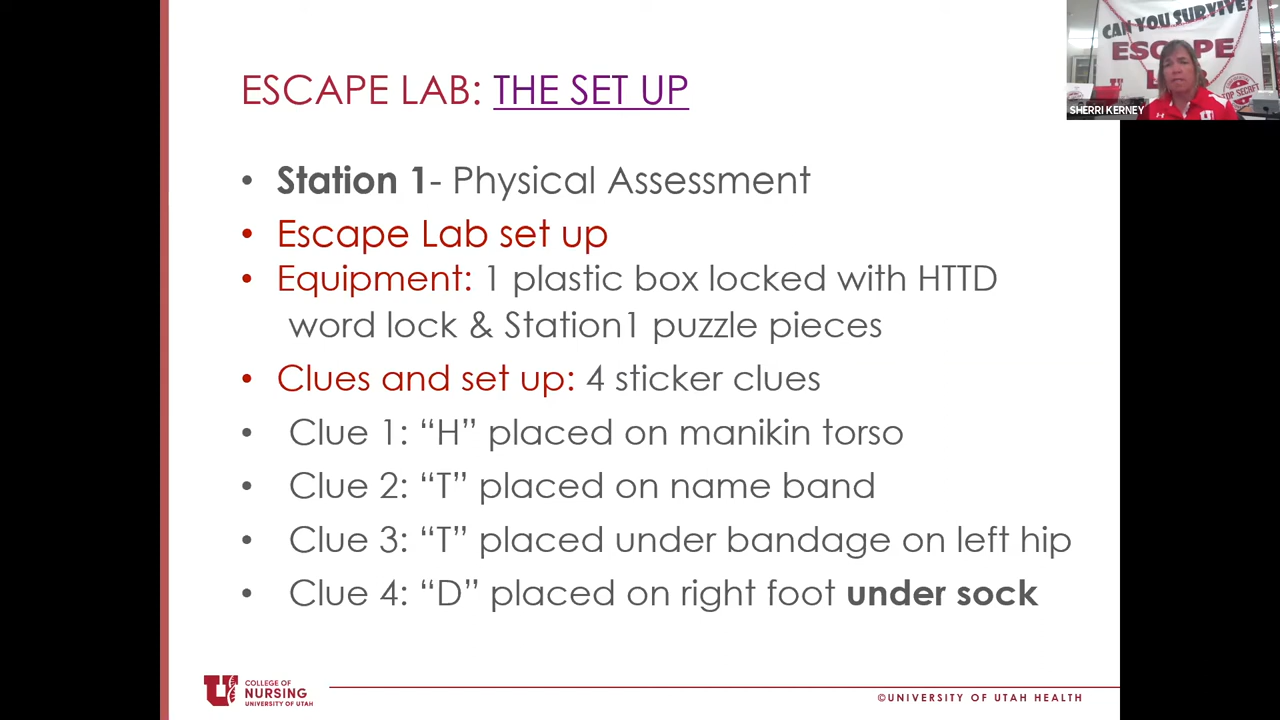 CAN YOU SURVIVE?
ESCAPE
SHERRI KERNEY
ESCAPE LAB: THE SET UP
• Station 1- Physical Assessment
• Escape Lab set up
• Equipment: 1 plastic box locked with HTTD
word lock & Station1 puzzle pieces
• Clues and set up: 4 sticker clues
• Clue 1: “H” placed on manikin torso
• Clue 2: “T” placed on name band
• Clue 3: “T” placed under bandage on left hip
• Clue 4: “D” placed on right foot under sock
COLLEGE OF
NURSING
UNIVERSITY OF UTAH
©UNIVERSITY OF UTAH HEALTH